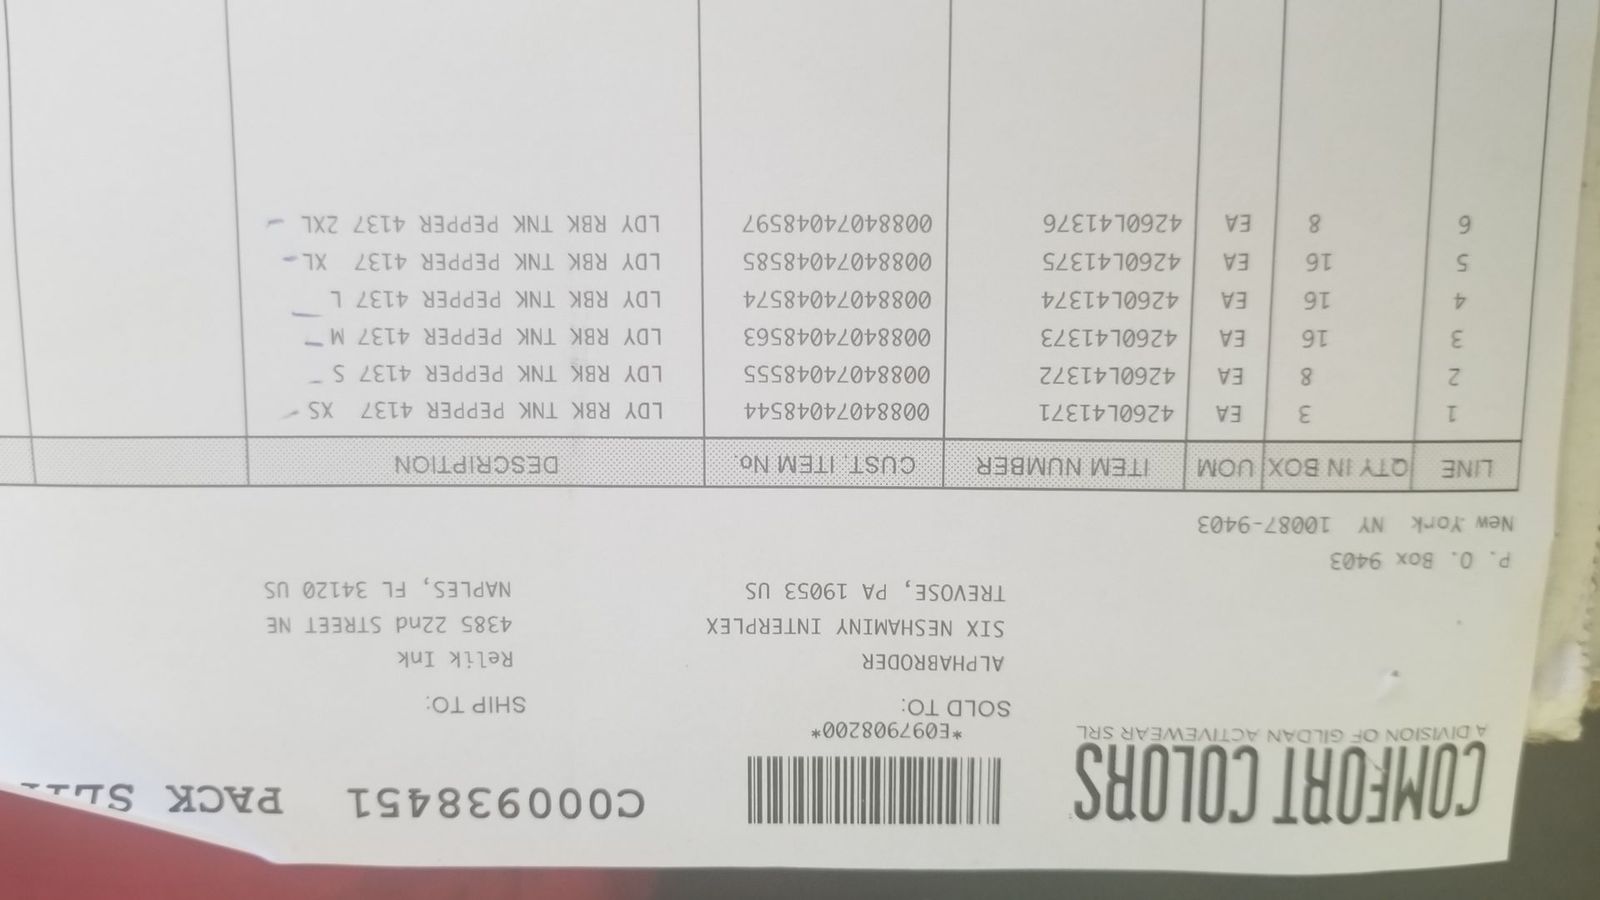 COMFORT COLORS
A DIVISION OF GILDAN ACTIVEWEAR SRL
*E097908200*
C000938451 PACK
SOLD TO:
ALPHABRODER
SIX NESHAMINY INTERPLEX
TREVOSE, PA 19053 US
SHIP TO:
Relik Ink
4385 22nd STREET NE
NAPLES, FL 34120 US
P. O. Box 9403
New York NY 10087-9403
LINE QTY IN BOX UOM ITEM NUMBER CUST. ITEM No. DESCRIPTION
1 3 EA 4260L41371 00884074048544 LDY RBK TNK PEPPER 4137 XS
2 8 EA 4260L41372 00884074048555 LDY RBK TNK PEPPER 4137 S
3 16 EA 4260L41373 00884074048563 LDY RBK TNK PEPPER 4137 M
4 16 EA 4260L41374 00884074048574 LDY RBK TNK PEPPER 4137 L
5 16 EA 4260L41375 00884074048585 LDY RBK TNK PEPPER 4137 XL
6 8 EA 4260L41376 00884074048597 LDY RBK TNK PEPPER 4137 2XL